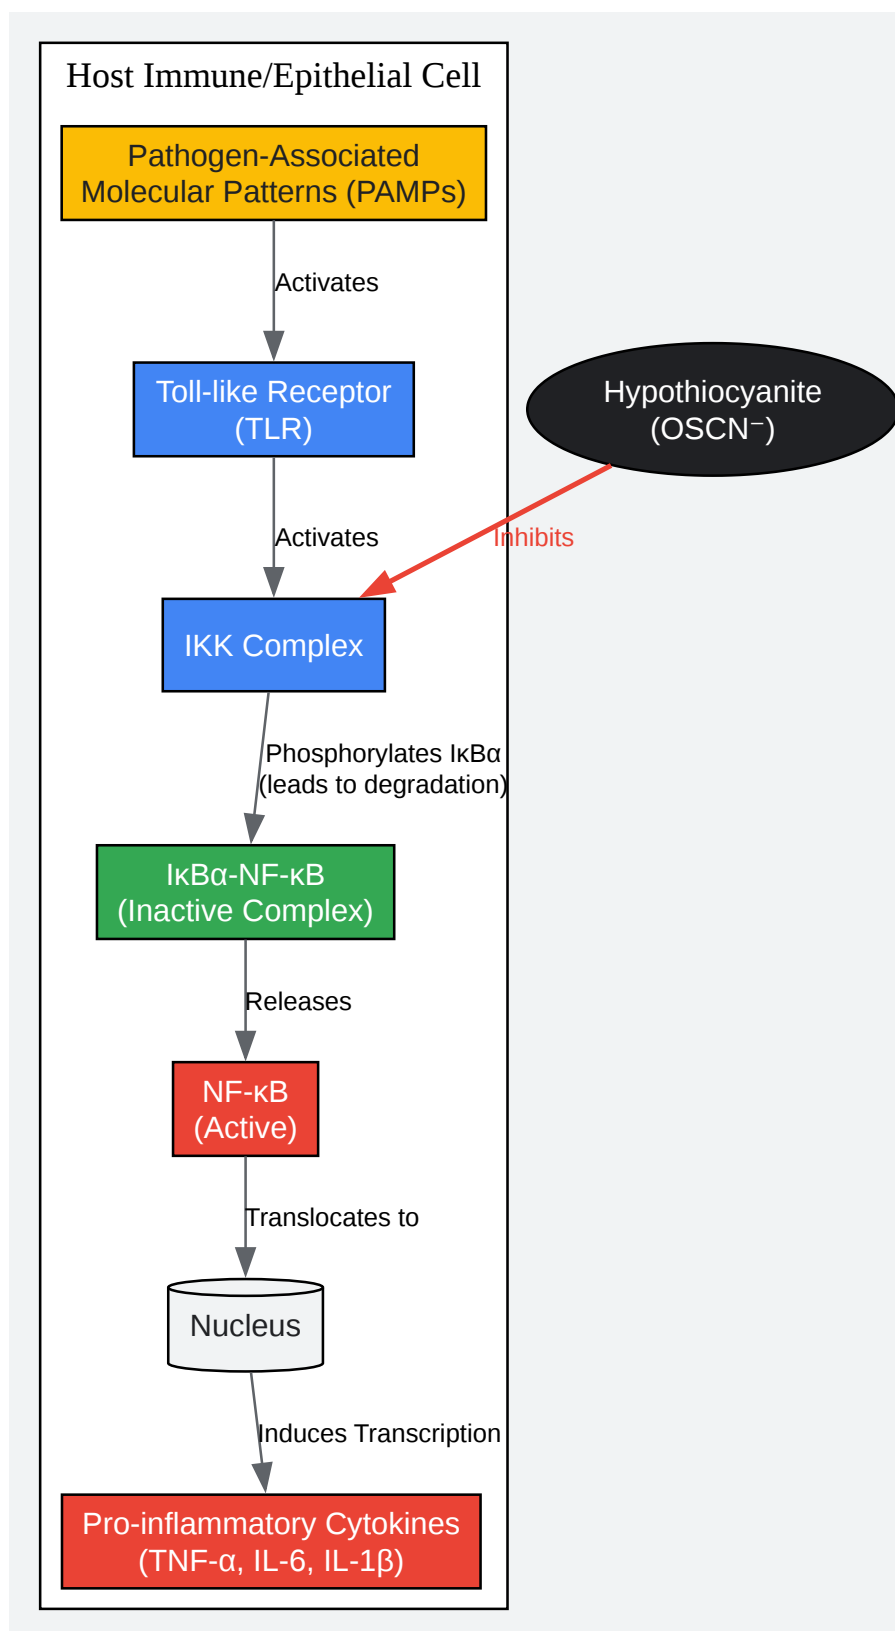 Host Immune/Epithelial Cell
Pathogen-Associated
Molecular Patterns (PAMPs)
Activates
Toll-like Receptor
(TLR)
Hypothiocyanite
(OSCN⁻)
Activates
Inhibits
IKK Complex
Phosphorylates IκBα
(leads to degradation)
IκBα-NF-κB
(Inactive Complex)
Releases
NF-κB
(Active)
Translocates to
Nucleus
Induces Transcription
Pro-inflammatory Cytokines
(TNF-α, IL-6, IL-1β)